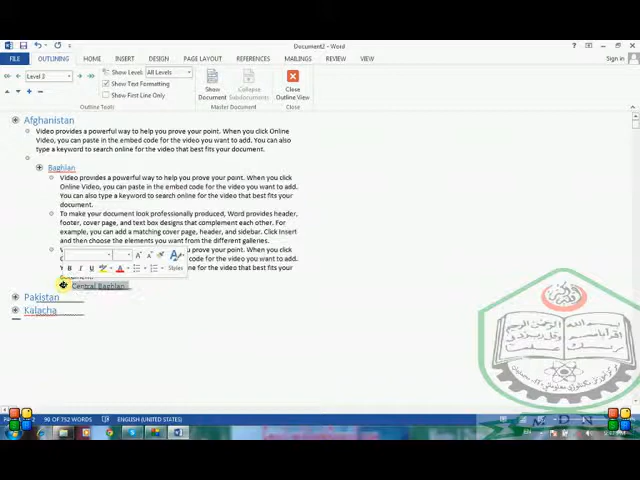 Document2 - Word
Sign in
FILE
OUTLINING
HOME
INSERT
DESIGN
PAGE LAYOUT
REFERENCES
MAILINGS
REVIEW
VIEW
Level 3
Show Level:
All Levels
Show Text Formatting
Show First Line Only
Outline Tools
Show
Document
Collapse
Subdocuments
Master Document
Close
Outline View
Close
Afghanistan
Video provides a powerful way to help you prove your point. When you click Online
Video, you can paste in the embed code for the video you want to add. You can also
type a keyword to search online for the video that best fits your document.
Baghlan
Video provides a powerful way to help you prove your point. When you click
Online Video, you can paste in the embed code for the video you want to add.
You can also type a keyword to search online for the video that best fits your
document.
To make your document look professionally produced, Word provides header,
footer, cover page, and text box designs that complement each other. For
example, you can add a matching cover page, header, and sidebar. Click Insert
and then choose the elements you want from the different galleries.
prove your point. When you click
code for the video you want to add.
ne for the video that best fits your
B I U
A
Styles
Central Baghlan
Pakistan
Kalacha
90 OF 752 WORDS
ENGLISH (UNITED STATES)
M D N
EN